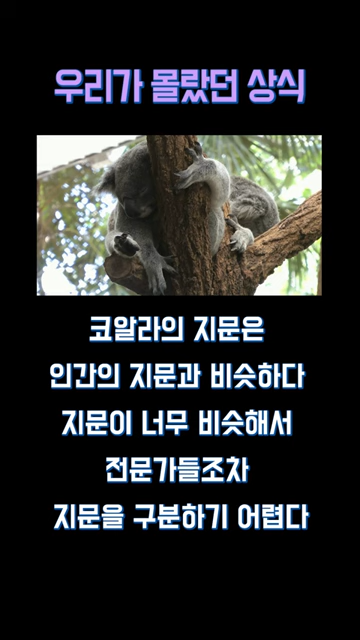 우리가 몰랐던 상식
코알라의 지문은
인간의 지문과 비슷하다
지문이 너무 비슷해서
전문가들조차
지문을 구분하기 어렵다